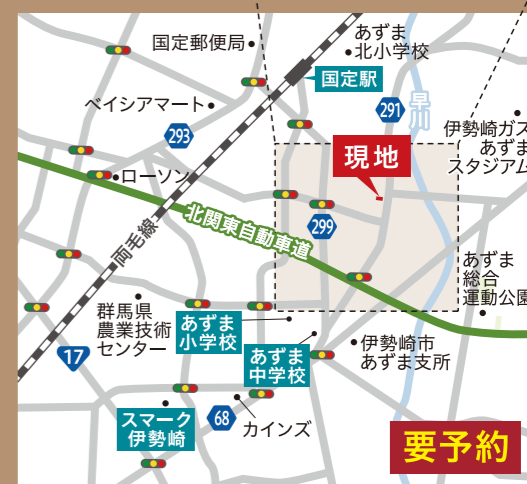 国定郵便局
あずま
北小学校
国定駅
ベイシアマート
291
早川
293
伊勢崎ガス
あずま
スタジアム
現地
ローソン
299
北関東自動車道
両毛線
あずま
総合
運動公園
群馬県
農業技術
センター
あずま
小学校
あずま
中学校
伊勢崎市
あずま支所
17
スマーク
伊勢崎
68
カインズ
要予約